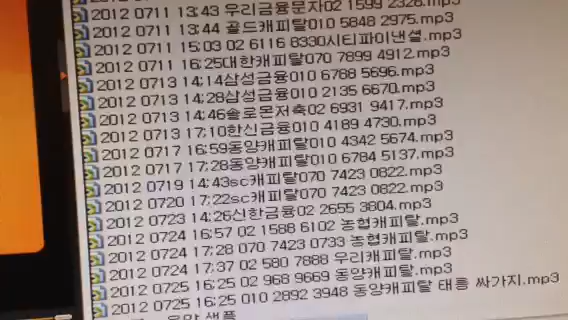 2012 0711 13;43 우리금융문자02 1599 2328.mp3
2012 0711 13;44 골드캐피탈010 5848 2975.mp3
2012 0711 15;03 02 6116 8330시티파이낸셜.mp3
2012 0711 16;25대한캐피탈070 7899 4912.mp3
2012 0713 14;14삼성금융010 6788 5696.mp3
2012 0713 14;28삼성금융010 2135 6670.mp3
2012 0713 14;46솔로몬저축02 6931 9417.mp3
2012 0713 17;10한신금융010 4189 4730.mp3
2012 0717 16;59동양캐피탈010 4342 5674.mp3
2012 0717 17;28동양캐피탈010 6784 5137.mp3
2012 0719 14;43sc캐피탈070 7423 0822.mp3
2012 0720 17;22sc캐피탈070 7423 0822.mp3
2012 0723 14;26신한금융02 2655 3804.mp3
2012 0724 16;57 02 1588 6102 농협캐피탈.mp3
2012 0724 17;28 070 7423 0733 농협캐피탈.mp3
2012 0724 17;37 02 580 7888 우리캐피탈.mp3
2012 0725 16;25 02 968 9669 동양캐피탈.mp3
2012 0725 16;25 010 2892 3948 동양캐피탈 태릉 싸가지.mp3